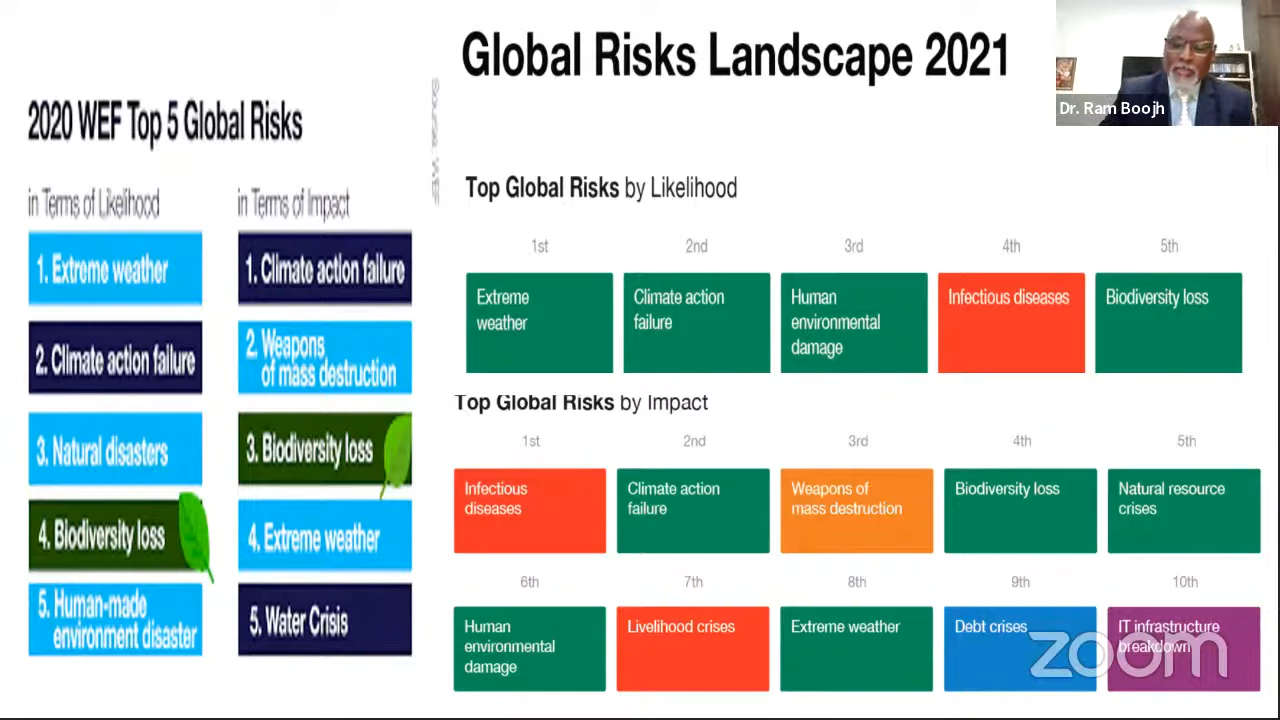 Global Risks Landscape 2021
Dr. Ram Boojh
2020 WEF Top 5 Global Risks
in Terms of Likelihood
in Terms of Impact
1. Extreme weather
1. Climate action failure
2. Climate action failure
2. Weapons
of mass destruction
3. Natural disasters
3. Biodiversity loss
4. Biodiversity loss
4. Extreme weather
5. Human-made
environment disaster
5. Water Crisis
Top Global Risks by Likelihood
1st
2nd
3rd
4th
5th
Extreme
weather
Climate action
failure
Human
environmental
damage
Infectious diseases
Biodiversity loss
Top Global Risks by Impact
1st
2nd
3rd
4th
5th
Infectious
diseases
Climate action
failure
Weapons of
mass destruction
Biodiversity loss
Natural resource
crises
6th
7th
8th
9th
10th
Human
environmental
damage
Livelihood crises
Extreme weather
Debt crises
IT infrastructure
breakdown
zoom